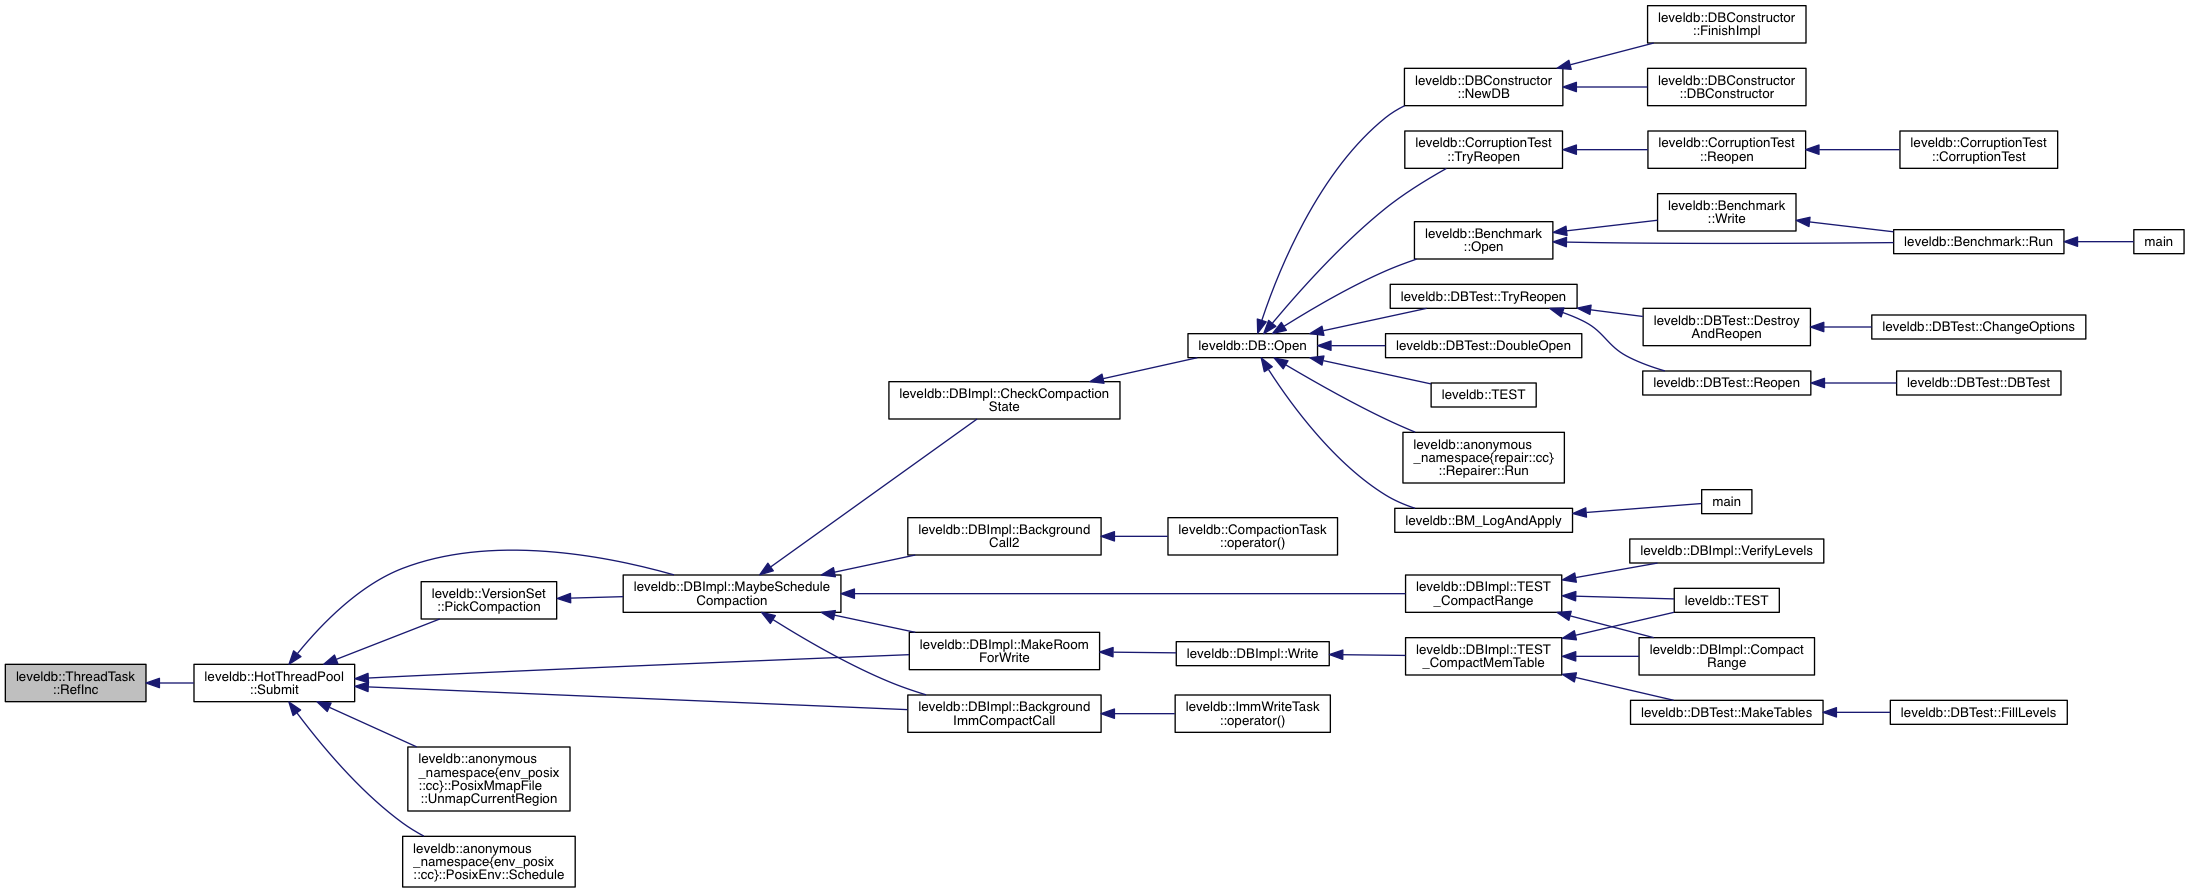 leveldb::DBConstructor
::FinishImpl
leveldb::DBConstructor
::NewDB
leveldb::DBConstructor
::DBConstructor
leveldb::CorruptionTest
::TryReopen
leveldb::CorruptionTest
::Reopen
leveldb::CorruptionTest
::CorruptionTest
leveldb::Benchmark
::Write
leveldb::Benchmark
::Open
leveldb::Benchmark::Run
main
leveldb::DBTest::TryReopen
leveldb::DBTest::Destroy
AndReopen
leveldb::DBTest::ChangeOptions
leveldb::DB::Open
leveldb::DBTest::DoubleOpen
leveldb::DBTest::Reopen
leveldb::DBTest::DBTest
leveldb::DBImpl::CheckCompaction
State
leveldb::TEST
leveldb::anonymous
_namespace{repair::cc}
::Repairer::Run
main
leveldb::BM_LogAndApply
leveldb::DBImpl::Background
Call2
leveldb::CompactionTask
::operator()
leveldb::DBImpl::VerifyLevels
leveldb::VersionSet
::PickCompaction
leveldb::DBImpl::MaybeSchedule
Compaction
leveldb::DBImpl::TEST
_CompactRange
leveldb::TEST
leveldb::DBImpl::MakeRoom
ForWrite
leveldb::DBImpl::Write
leveldb::DBImpl::TEST
_CompactMemTable
leveldb::DBImpl::Compact
Range
leveldb::ThreadTask
::RefInc
leveldb::HotThreadPool
::Submit
leveldb::DBImpl::Background
ImmCompactCall
leveldb::ImmWriteTask
::operator()
leveldb::DBTest::MakeTables
leveldb::DBTest::FillLevels
leveldb::anonymous
_namespace{env_posix
::cc}::PosixMmapFile
::UnmapCurrentRegion
leveldb::anonymous
_namespace{env_posix
::cc}::PosixEnv::Schedule